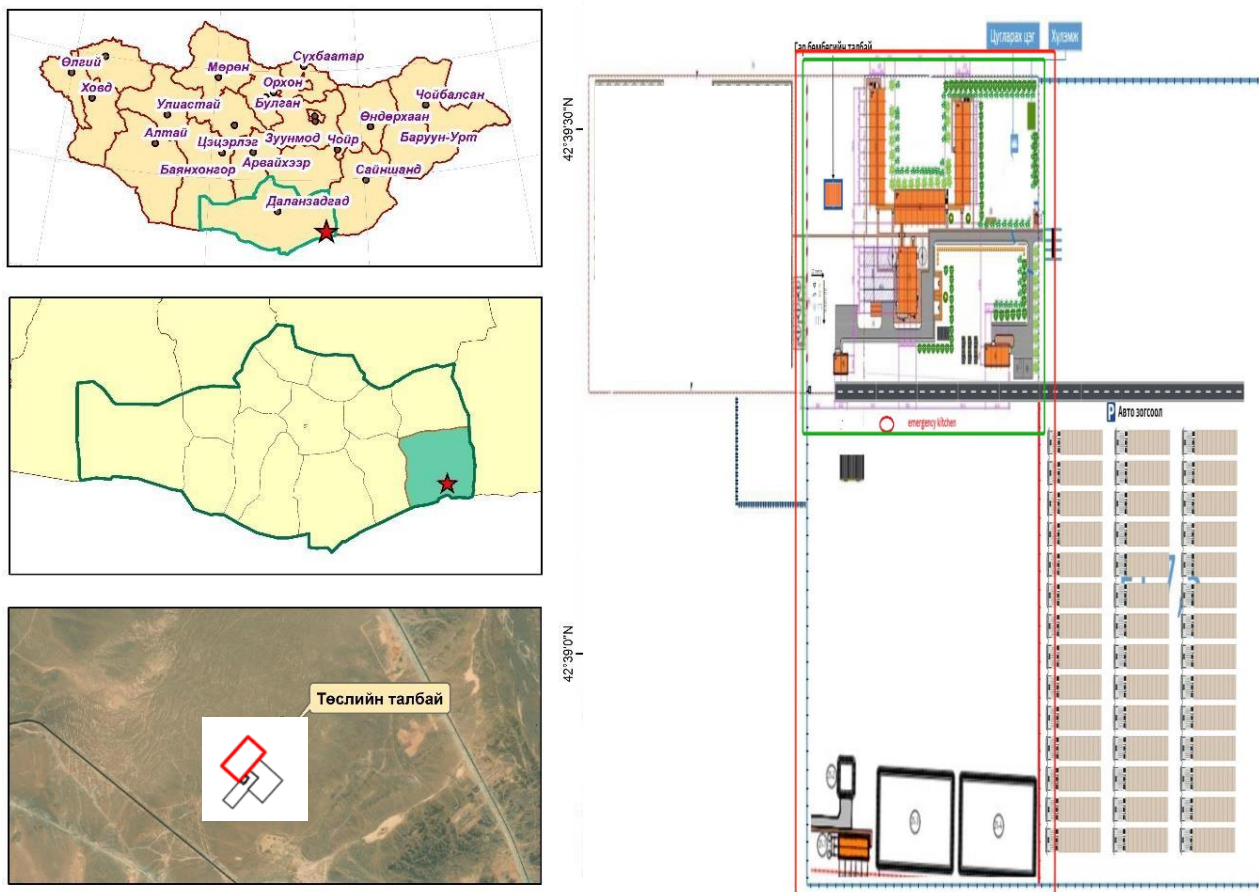 Өлгий
Ховд
Мөрөн
Сүхбаатар
Орхон
Булган
Улиастай
Чойбалсан
Өндөрхаан
Алтай
Цэцэрлэг
Зуунмод
Чойр
Баруун-Урт
Баянхонгор
Арвайхээр
Сайншанд
Даланзадгад
Төслийн талбай
42°39'30"N
42°39'0"N
Гар бөмбөгийн талбай
Цугларах цэг
Хүлэмж
emergency kitchen
P Авто зогсоол